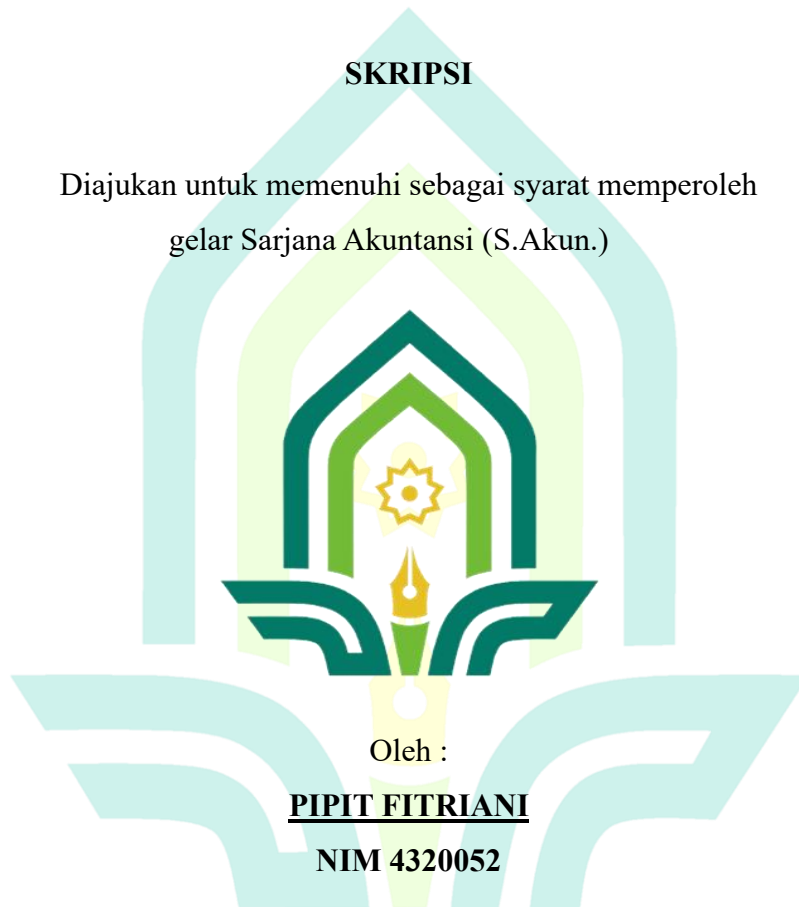 SKRIPSI
Diajukan untuk memenuhi sebagai syarat memperoleh
gelar Sarjana Akuntansi (S.Akun.)
Oleh :
PIPIT FITRIANI
NIM 4320052